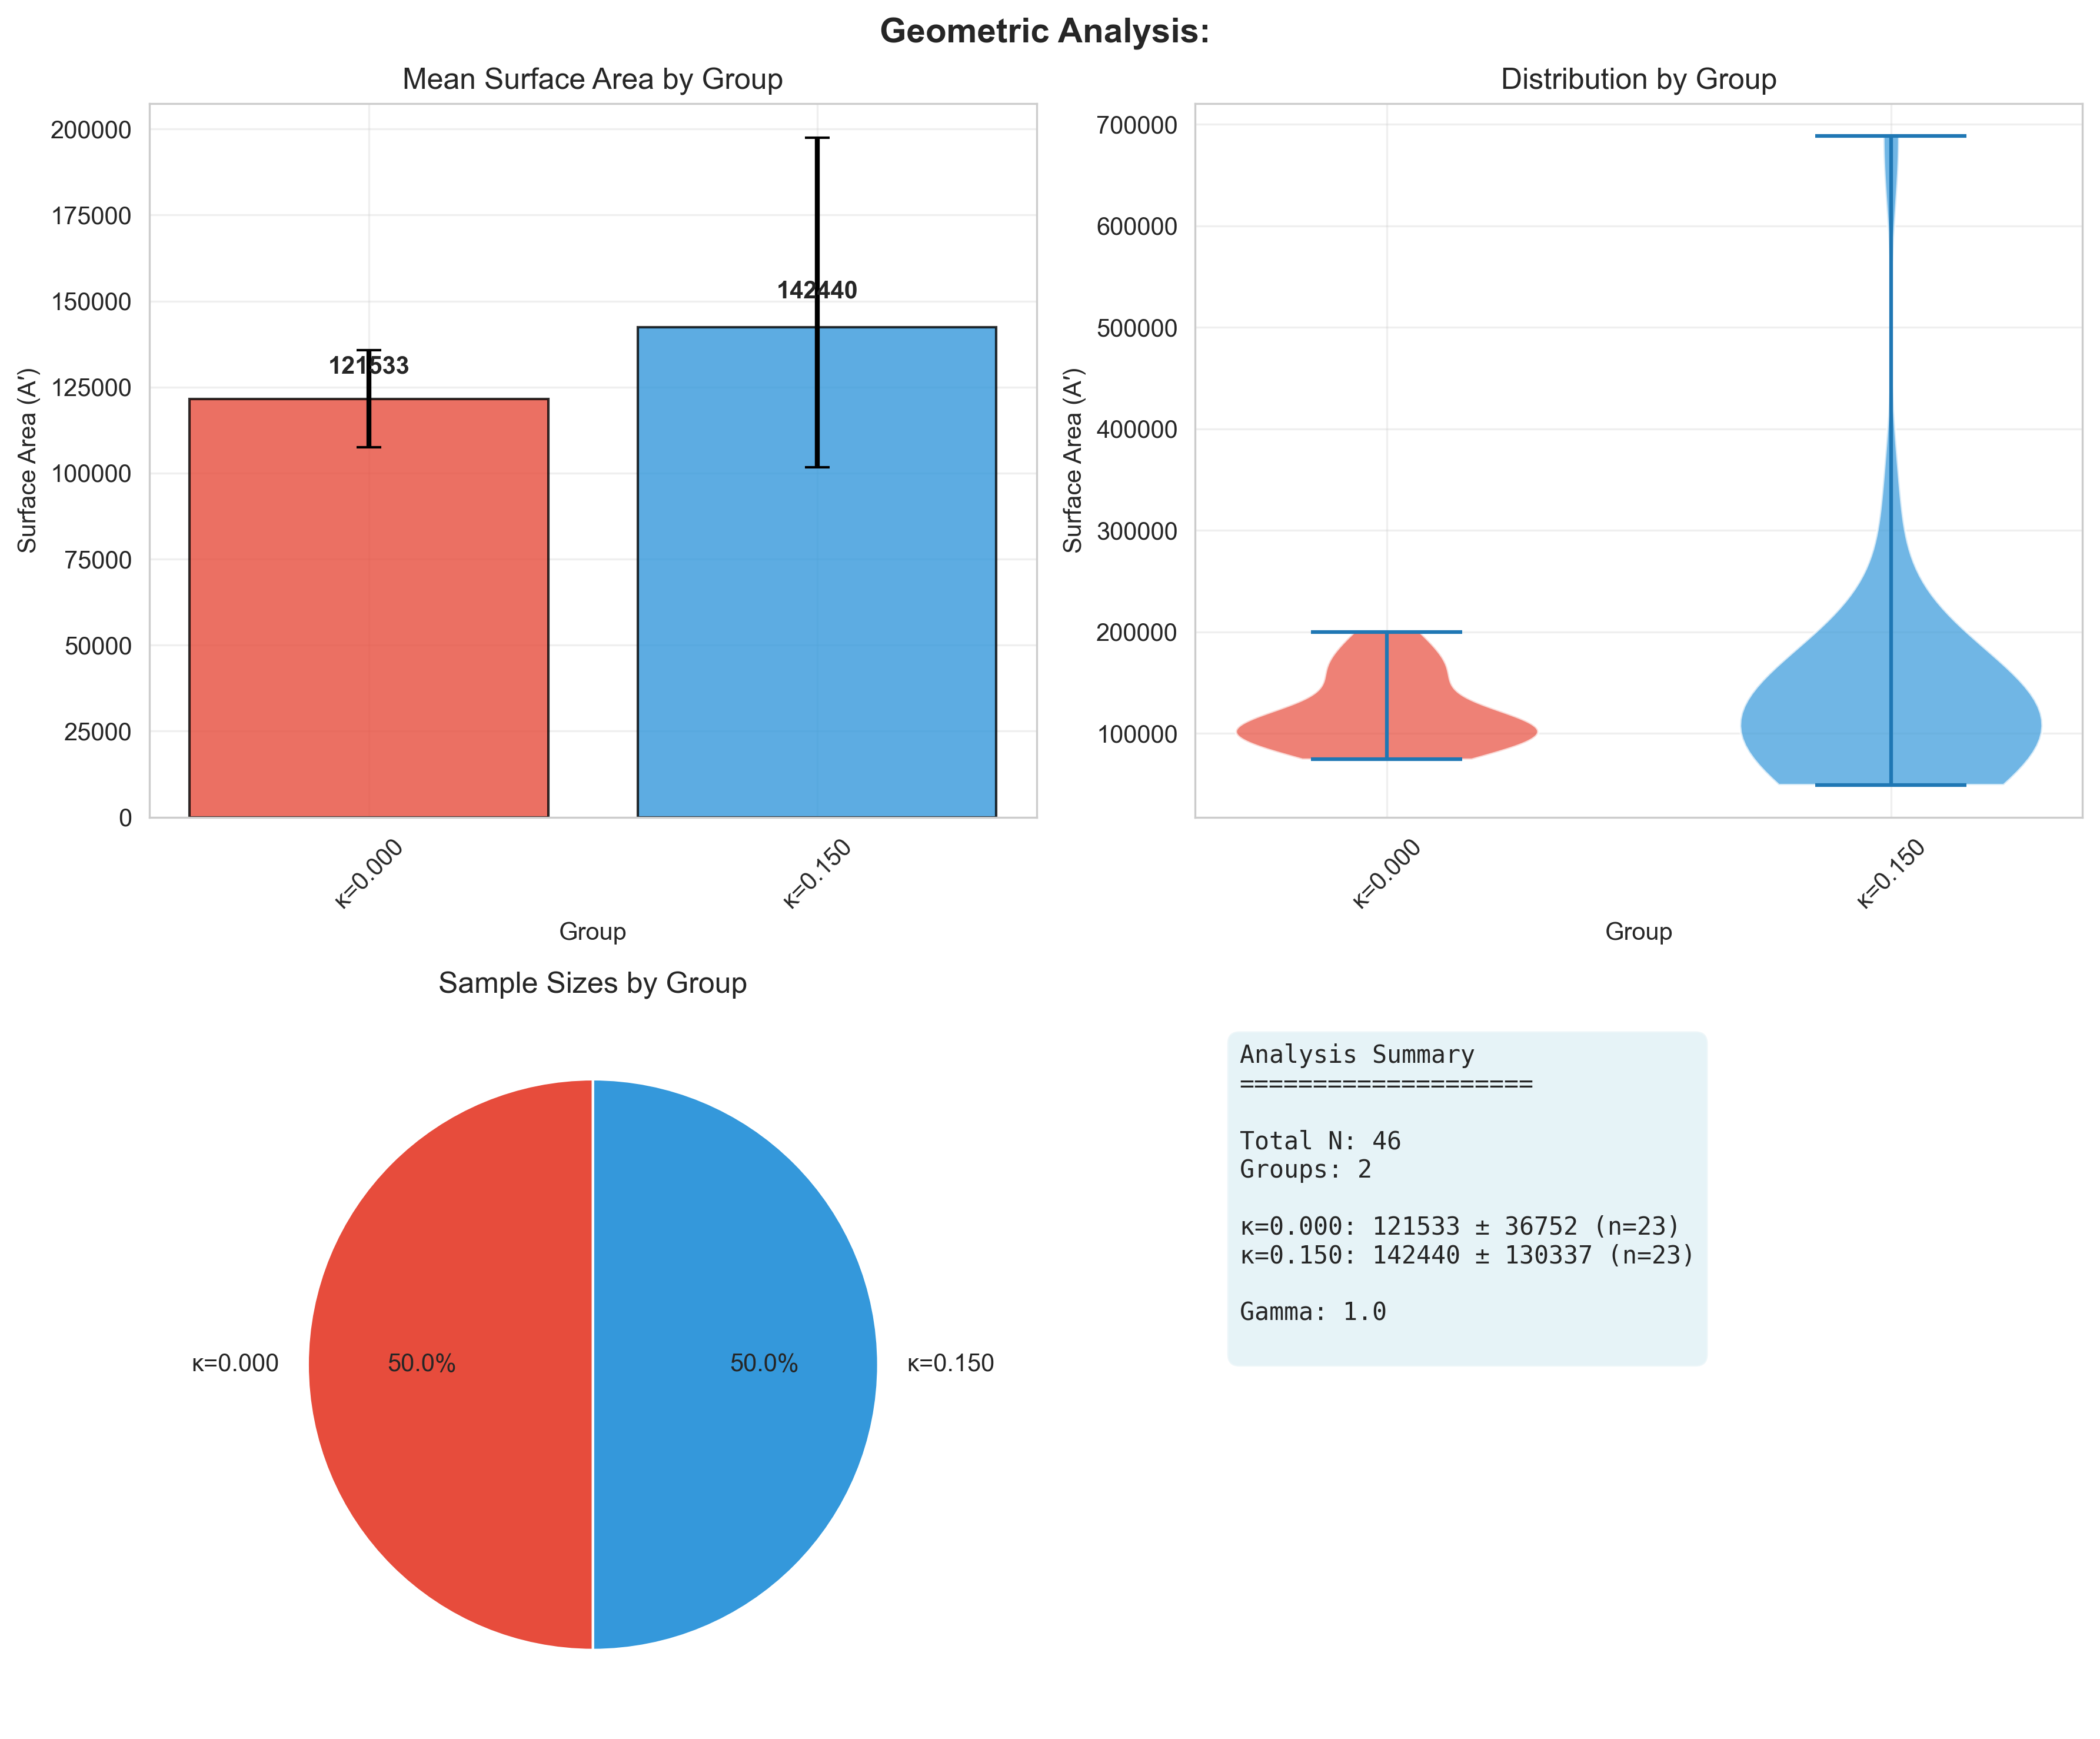 Geometric Analysis:
Mean Surface Area by Group
Surface Area (A′)
200000
175000
150000
125000
100000
75000
50000
25000
0
121533
142440
κ=0.000
κ=0.150
Group
Distribution by Group
Surface Area (A′)
700000
600000
500000
400000
300000
200000
100000
κ=0.000
κ=0.150
Group
Sample Sizes by Group
κ=0.000
50.0%
50.0%
κ=0.150
Analysis Summary
====================
Total N: 46
Groups: 2
κ=0.000: 121533 ± 36752 (n=23)
κ=0.150: 142440 ± 130337 (n=23)
Gamma: 1.0